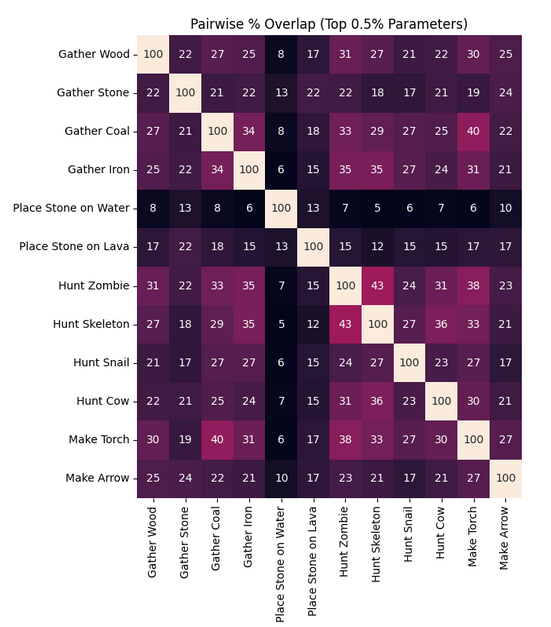 Pairwise % Overlap (Top 0.5% Parameters)
Gather Wood 100 22 27 25 8 17 31 27 21 22 30 25
Gather Stone 22 100 21 22 13 22 22 18 17 21 19 24
Gather Coal 27 21 100 34 8 18 33 29 27 25 40 22
Gather Iron 25 22 34 100 6 15 35 35 27 24 31 21
Place Stone on Water 8 13 8 6 100 13 7 5 6 7 6 10
Place Stone on Lava 17 22 18 15 13 100 15 12 15 15 17 17
Hunt Zombie 31 22 33 35 7 15 100 43 24 31 38 23
Hunt Skeleton 27 18 29 35 5 12 43 100 27 36 33 21
Hunt Snail 21 17 27 27 6 15 24 27 100 23 27 17
Hunt Cow 22 21 25 24 7 15 31 36 23 100 30 21
Make Torch 30 19 40 31 6 17 38 33 27 30 100 27
Make Arrow 25 24 22 21 10 17 23 21 17 21 27 100
Gather Wood
Gather Stone
Gather Coal
Gather Iron
Place Stone on Water
Place Stone on Lava
Hunt Zombie
Hunt Skeleton
Hunt Snail
Hunt Cow
Make Torch
Make Arrow